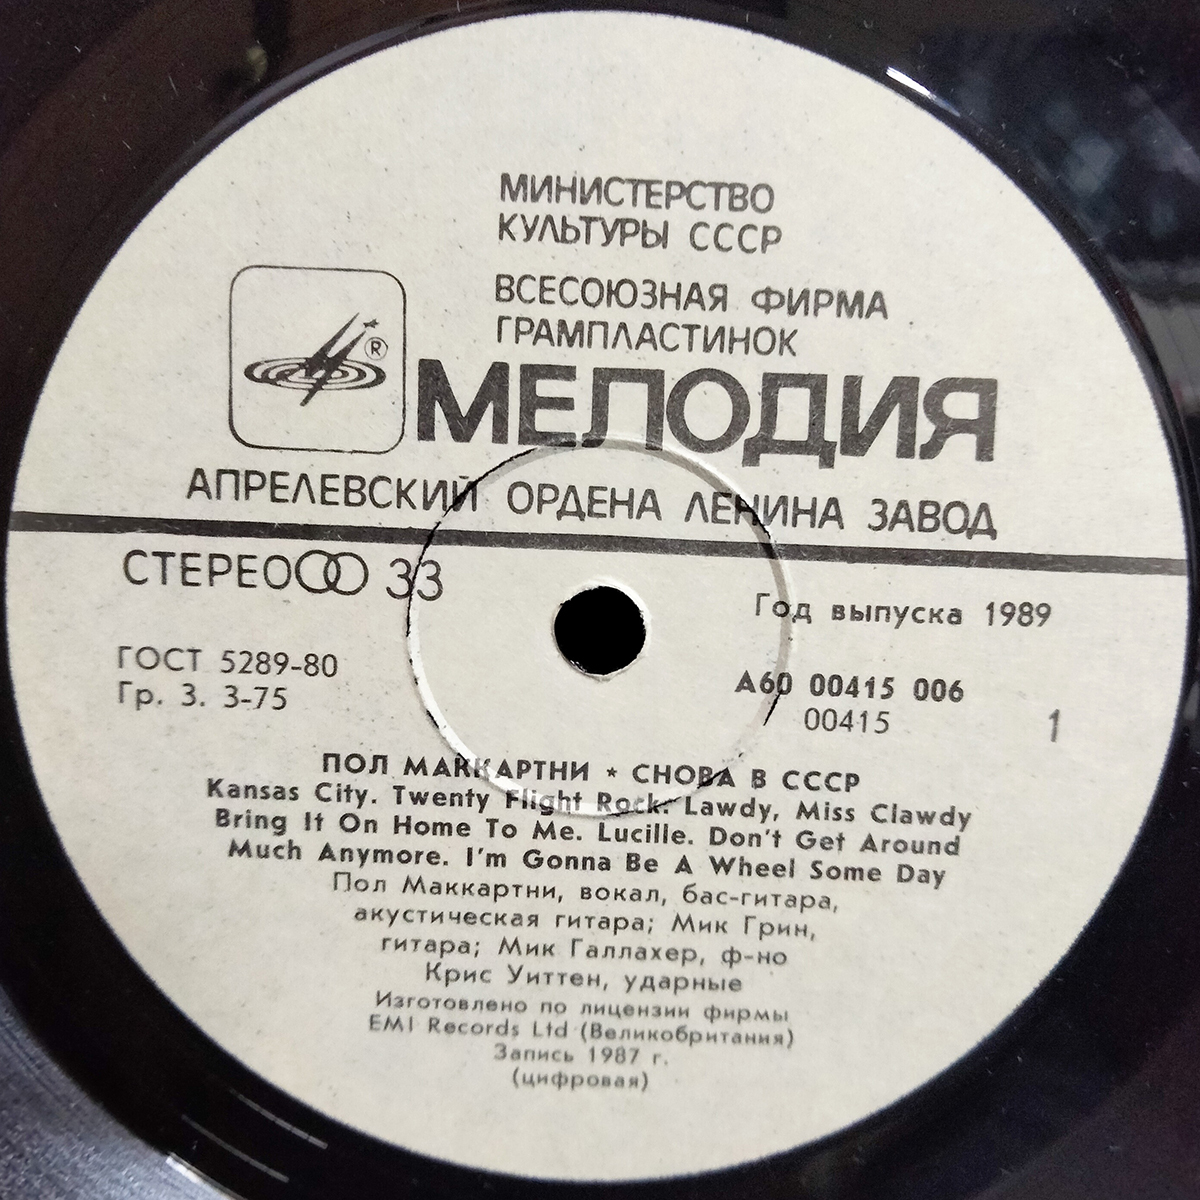 МИНИСТЕРСТВО
КУЛЬТУРЫ СССР
ВСЕСОЮЗНАЯ ФИРМА
ГРАМПЛАСТИНОК
®
МЕЛОДИЯ
АПРЕЛЕВСКИЙ ОРДЕНА ЛЕНИНА ЗАВОД
СТЕРЕО 33
Год выпуска 1989
ГОСТ 5289-80
Гр. 3. 3-75
А60 00415 006
00415
1
ПОЛ МАККАРТНИ ★ СНОВА В СССР
Kansas City. Twenty Flight Rock. Lawdy, Miss Clawdy
Bring It On Home To Me. Lucille. Don't Get Around
Much Anymore. I'm Gonna Be A Wheel Some Day
Пол Маккартни, вокал, бас-гитара,
акустическая гитара; Мик Грин,
гитара; Мик Галлахер, ф-но
Крис Уиттен, ударные
Изготовлено по лицензии фирмы
EMI Records Ltd (Великобритания)
Запись 1987 г.
(цифровая)